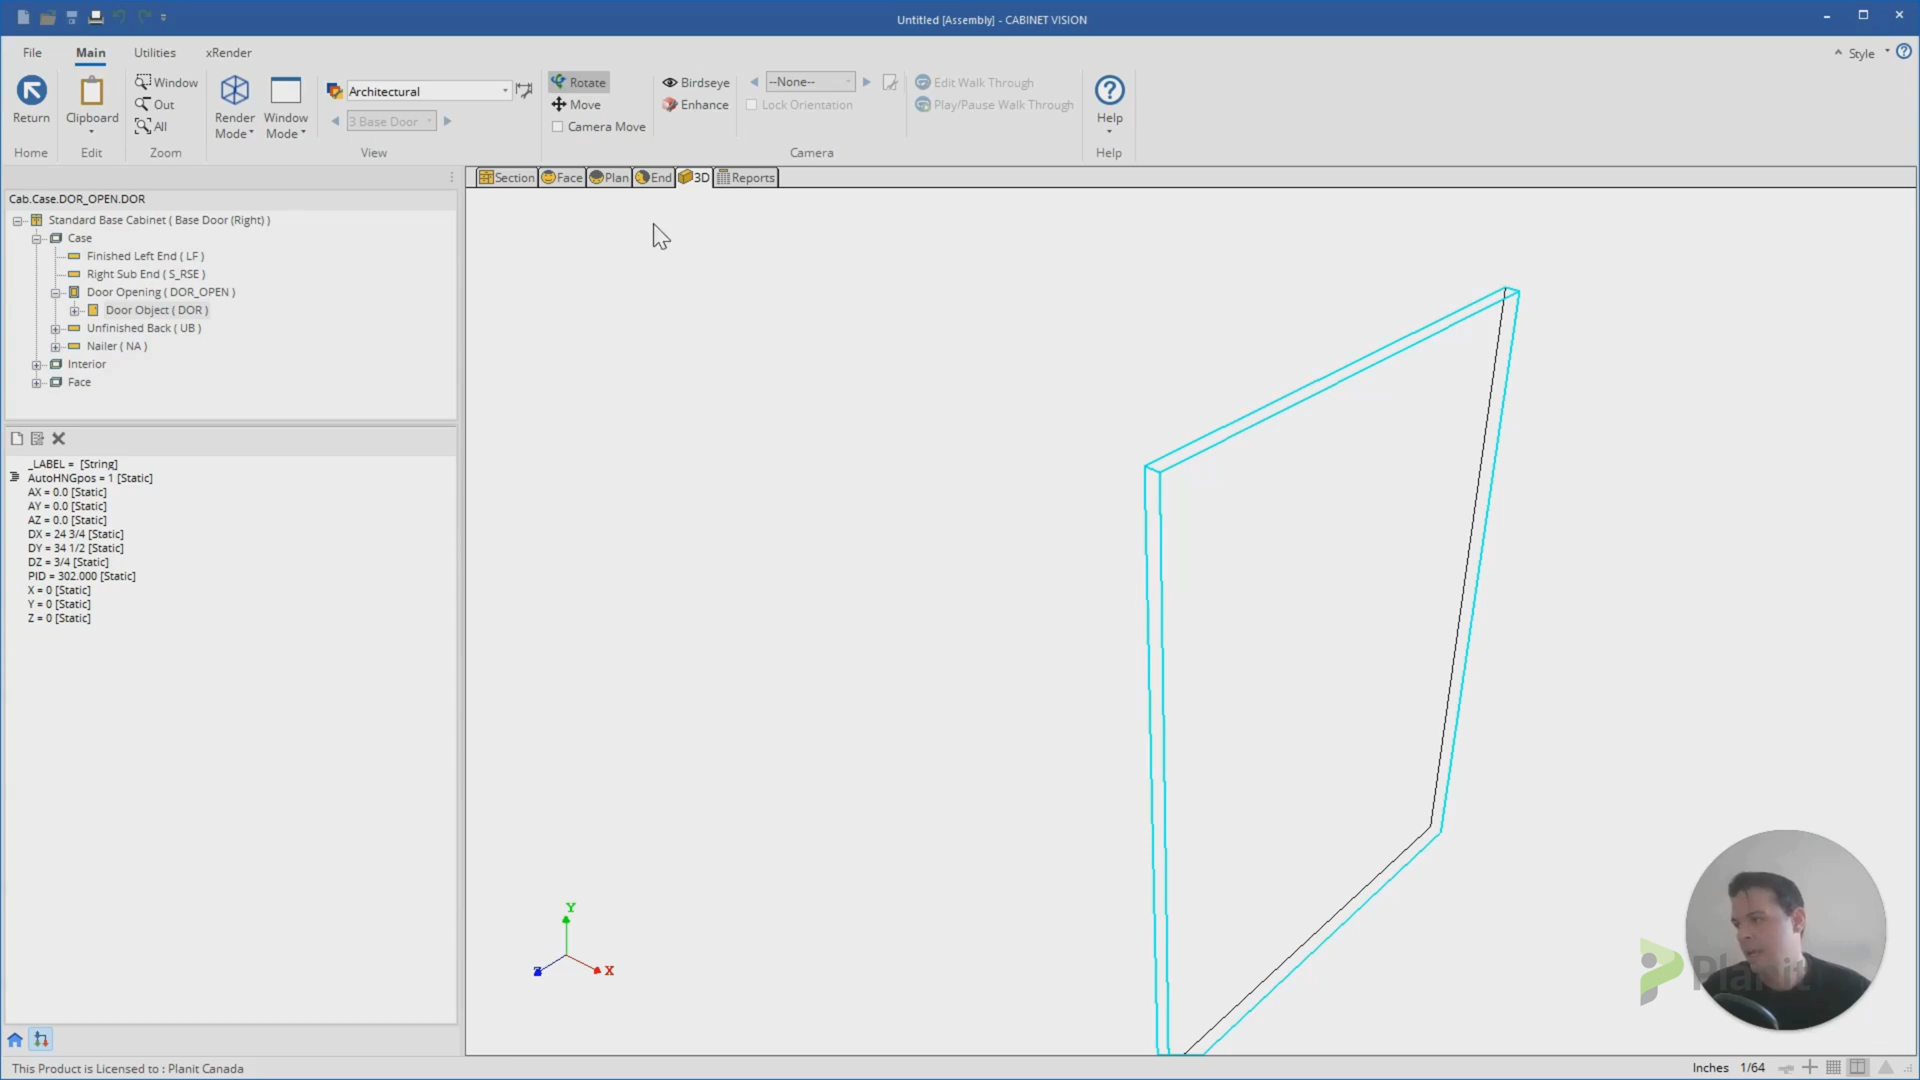 Untitled [Assembly] - CABINET VISION
File
Main
Utilities
xRender
Style
Return
Clipboard
Window
Out
All
Render
Mode
Window
Mode
Architectural
3 Base Door
Rotate
Move
Camera Move
Birdseye
Enhance
--None--
Lock Orientation
Edit Walk Through
Play/Pause Walk Through
Help
Home
Edit
Zoom
View
Camera
Help
Section
Face
Plan
End
3D
Reports
Cab.Case.DOR_OPEN.DOR
Standard Base Cabinet ( Base Door (Right) )
Case
Finished Left End ( LF )
Right Sub End ( S_RSE )
Door Opening ( DOR_OPEN )
Door Object ( DOR )
Unfinished Back ( UB )
Nailer ( NA )
Interior
Face
_LABEL = [String]
AutoHNGpos = 1 [Static]
AX = 0.0 [Static]
AY = 0.0 [Static]
AZ = 0.0 [Static]
DX = 24 3/4 [Static]
DY = 34 1/2 [Static]
DZ = 3/4 [Static]
PID = 302.000 [Static]
X = 0 [Static]
Y = 0 [Static]
Z = 0 [Static]
Y
Z
X
Planit
This Product is Licensed to : Planit Canada
Inches
1/64